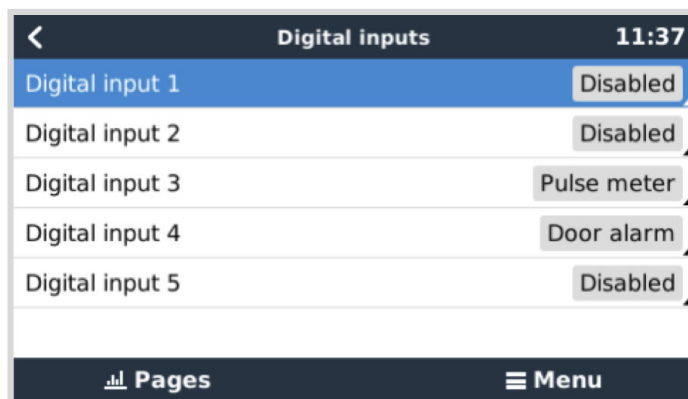 Digital inputs 11:37
Digital input 1 Disabled
Digital input 2 Disabled
Digital input 3 Pulse meter
Digital input 4 Door alarm
Digital input 5 Disabled
Pages Menu